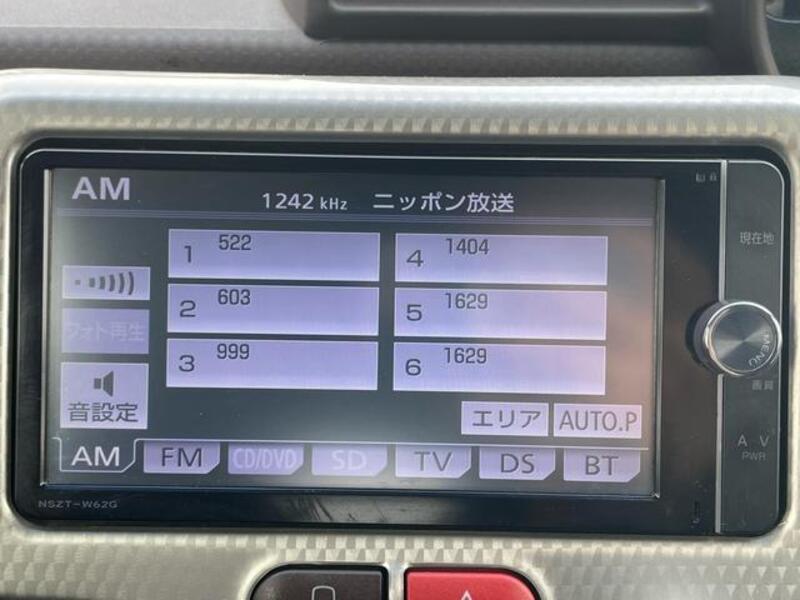 AM
1242 kHz ニッポン放送
1 522
4 1404
2 603
5 1629
3 999
6 1629
フォト再生
音設定
エリア AUTO.P
AM FM CD/DVD SD TV DS BT
NSZT-W62G
現在地
MENU
画質
AV
PWR